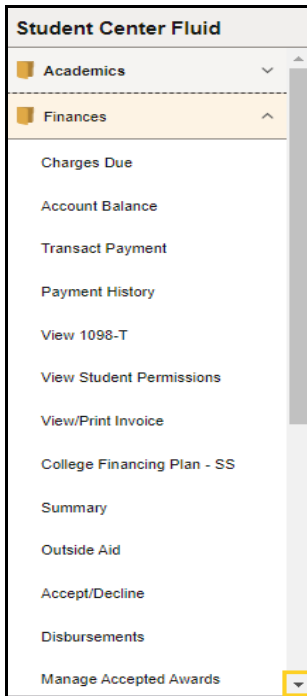 Student Center Fluid
Academics
Finances
Charges Due
Account Balance
Transact Payment
Payment History
View 1098-T
View Student Permissions
View/Print Invoice
College Financing Plan - SS
Summary
Outside Aid
Accept/Decline
Disbursements
Manage Accepted Awards